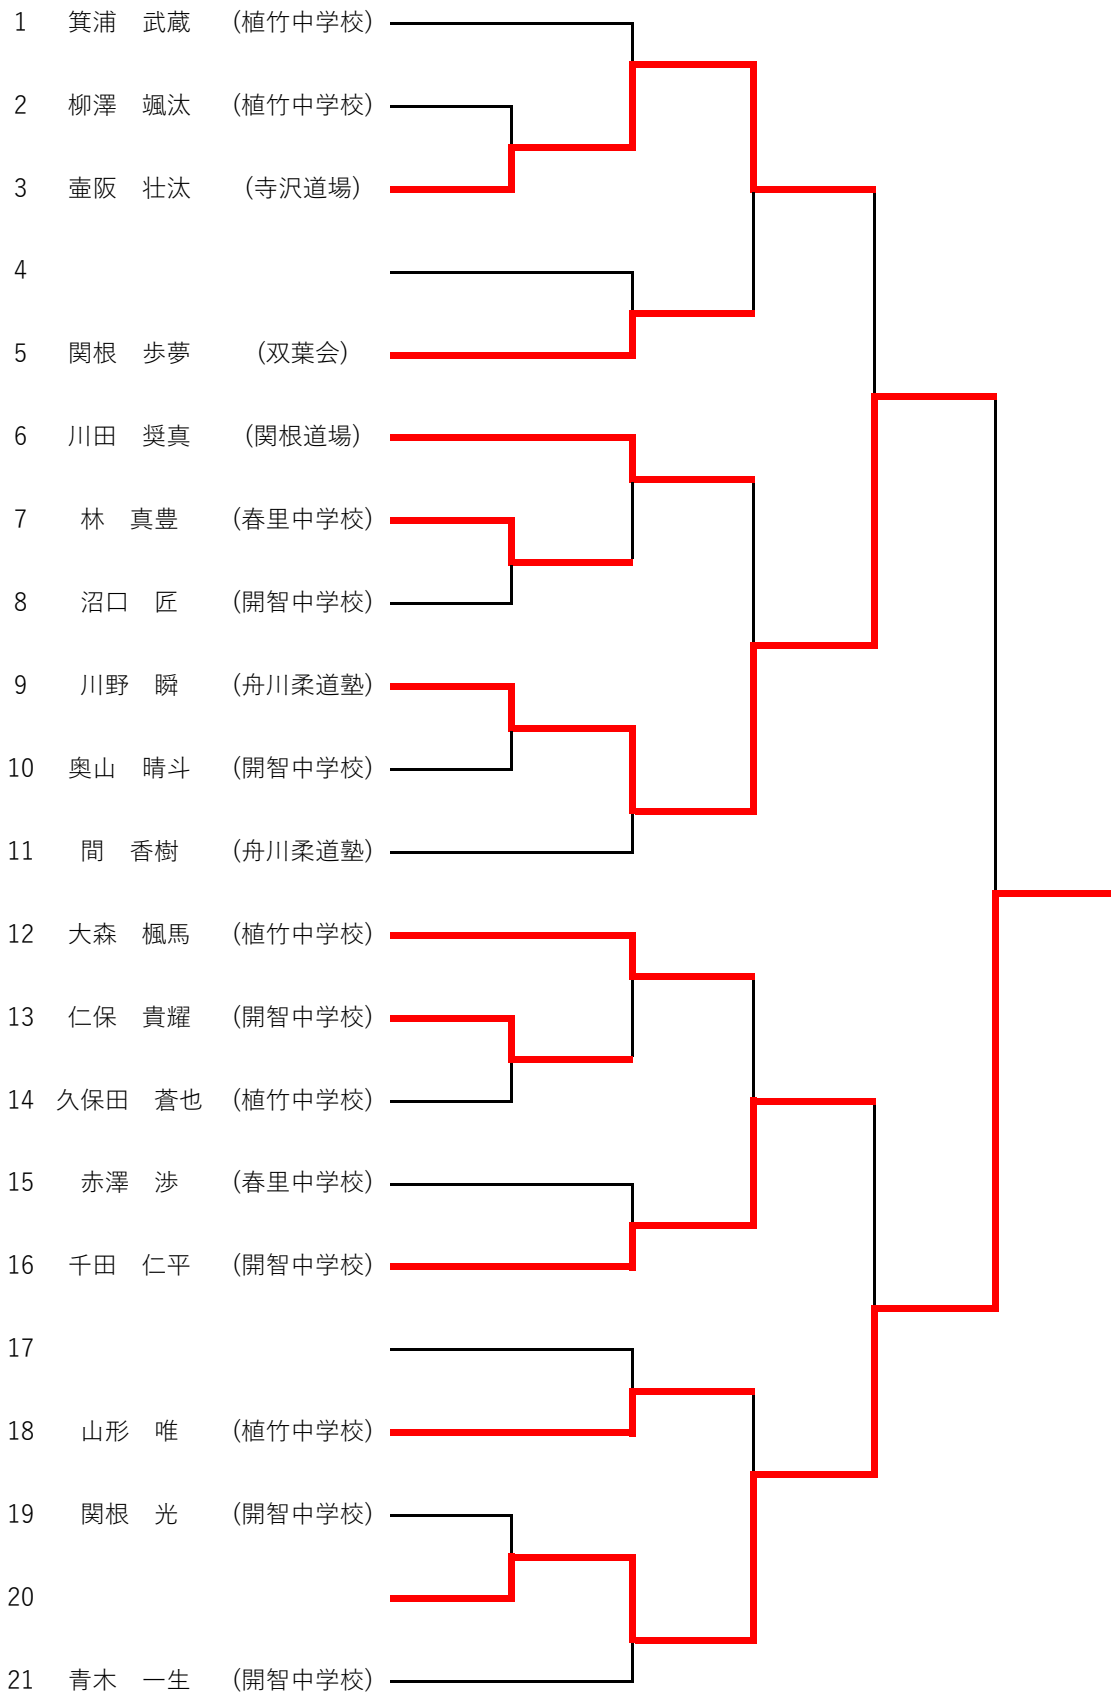 1 箕浦 武蔵 (植竹中学校)
2 柳澤 颯汰 (植竹中学校)
3 壷阪 壮汰 (寺沢道場)
4
5 関根 歩夢 (双葉会)
6 川田 奨真 (関根道場)
7 林 真豊 (春里中学校)
8 沼口 匠 (開智中学校)
9 川野 瞬 (舟川柔道塾)
10 奥山 晴斗 (開智中学校)
11 間 香樹 (舟川柔道塾)
12 大森 楓馬 (植竹中学校)
13 仁保 貴耀 (開智中学校)
14 久保田 蒼也 (植竹中学校)
15 赤澤 渉 (春里中学校)
16 千田 仁平 (開智中学校)
17
18 山形 唯 (植竹中学校)
19 関根 光 (開智中学校)
20
21 青木 一生 (開智中学校)